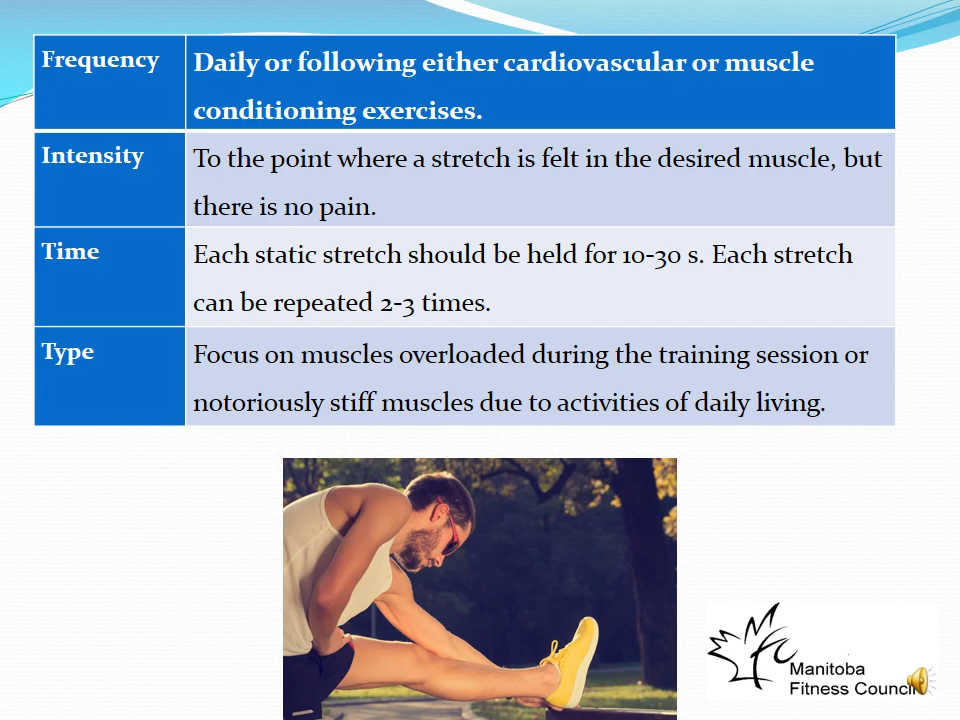 Frequency
Daily or following either cardiovascular or muscle
conditioning exercises.
Intensity
To the point where a stretch is felt in the desired muscle, but
there is no pain.
Time
Each static stretch should be held for 10-30 s. Each stretch
can be repeated 2-3 times.
Type
Focus on muscles overloaded during the training session or
notoriously stiff muscles due to activities of daily living.
Manitoba
Fitness Council